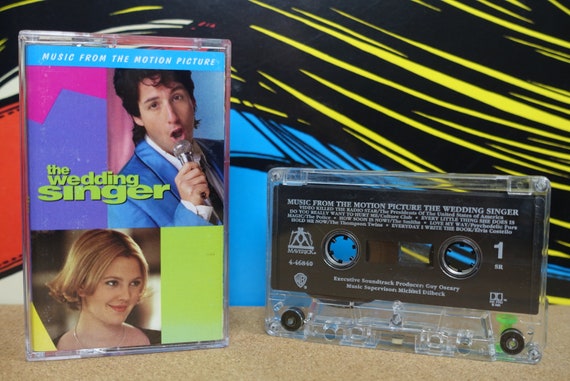 MUSIC FROM THE MOTION PICTURE
the
wedding
singer
MUSIC FROM THE MOTION PICTURE THE WEDDING SINGER
VIDEO KILLED THE RADIO STAR/The Presidents Of The United States of America
DO YOU REALLY WANT TO HURT ME/Culture Club • EVERY LITTLE THING SHE DOES IS
MAGIC/The Police • HOW SOON IS NOW?/The Smiths • LOVE MY WAY/Psychedelic Furs
HOLD ME NOW/The Thompson Twins • EVERYDAY I WRITE THE BOOK/Elvis Costello
MAVERICK
4-46840
1
SR
Executive Soundtrack Producer: Guy Oseary
Music Supervisor: Michael Dilbeck